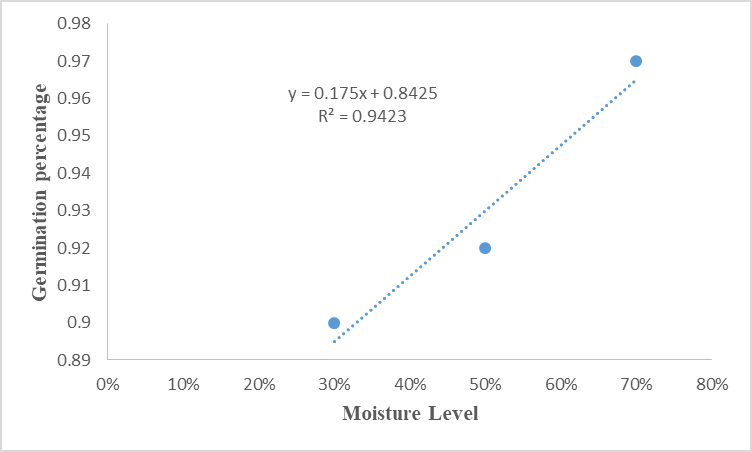 0.98
0.97
0.96
0.95
0.94
0.93
0.92
0.91
0.9
0.89
Germination percentage
y = 0.175x + 0.8425
R² = 0.9423
0% 10% 20% 30% 40% 50% 60% 70% 80%
Moisture Level